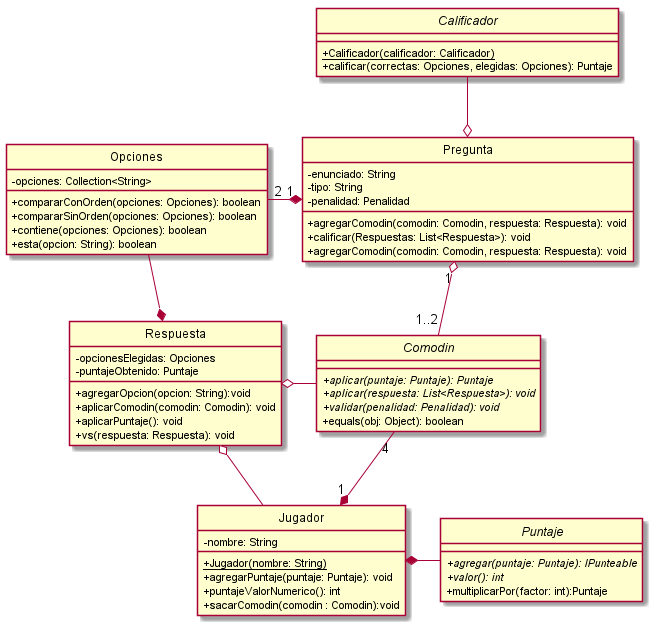 Calificador
+Calificador(calificador: Calificador)
+calificar(correctas: Opciones, elegidas: Opciones): Puntaje
Opciones
-opciones: Collection<String>
+compararConOrden(opciones: Opciones): boolean
+compararSinOrden(opciones: Opciones): boolean
+contiene(opciones: Opciones): boolean
+esta(opcion: String): boolean
2 1
Pregunta
-enunciado: String
-tipo: String
-penalidad: Penalidad
+agregarComodin(comodin: Comodin, respuesta: Respuesta): void
+calificar(Respuestas: List<Respuesta>): void
+agregarComodin(comodin: Comodin, respuesta: Respuesta): void
1
1..2
Respuesta
-opcionesElegidas: Opciones
-puntajeObtenido: Puntaje
+agregarOpcion(opcion: String):void
+aplicarComodin(comodin: Comodin): void
+aplicarPuntaje(): void
+vs(respuesta: Respuesta): void
Comodin
+aplicar(puntaje: Puntaje): Puntaje
+aplicar(respuesta: List<Respuesta>): void
+validar(penalidad: Penalidad): void
+equals(obj: Object): boolean
4
1
Jugador
-nombre: String
+Jugador(nombre: String)
+agregarPuntaje(puntaje: Puntaje): void
+puntajeValorNumerico(): int
+sacarComodin(comodin : Comodin):void
Puntaje
+agregar(puntaje: Puntaje): IPunteable
+valor(): int
+multiplicarPor(factor: int):Puntaje